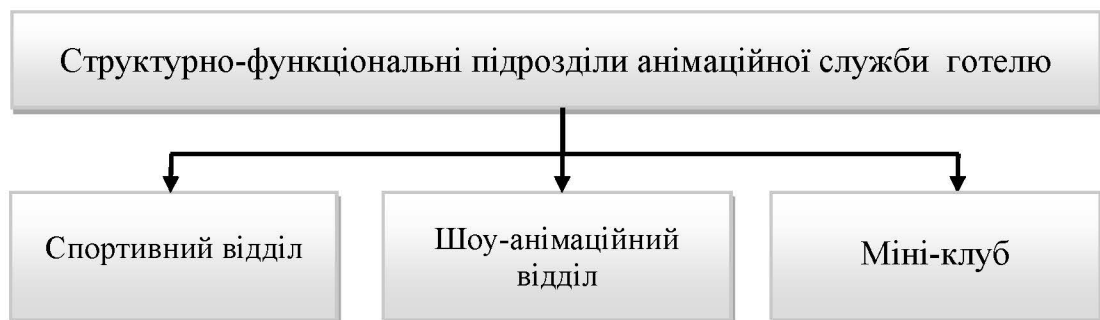 Структурно-функціональні підрозділи анімаційної служби готелю
Спортивний відділ
Шоу-анімаційний
відділ
Міні-клуб